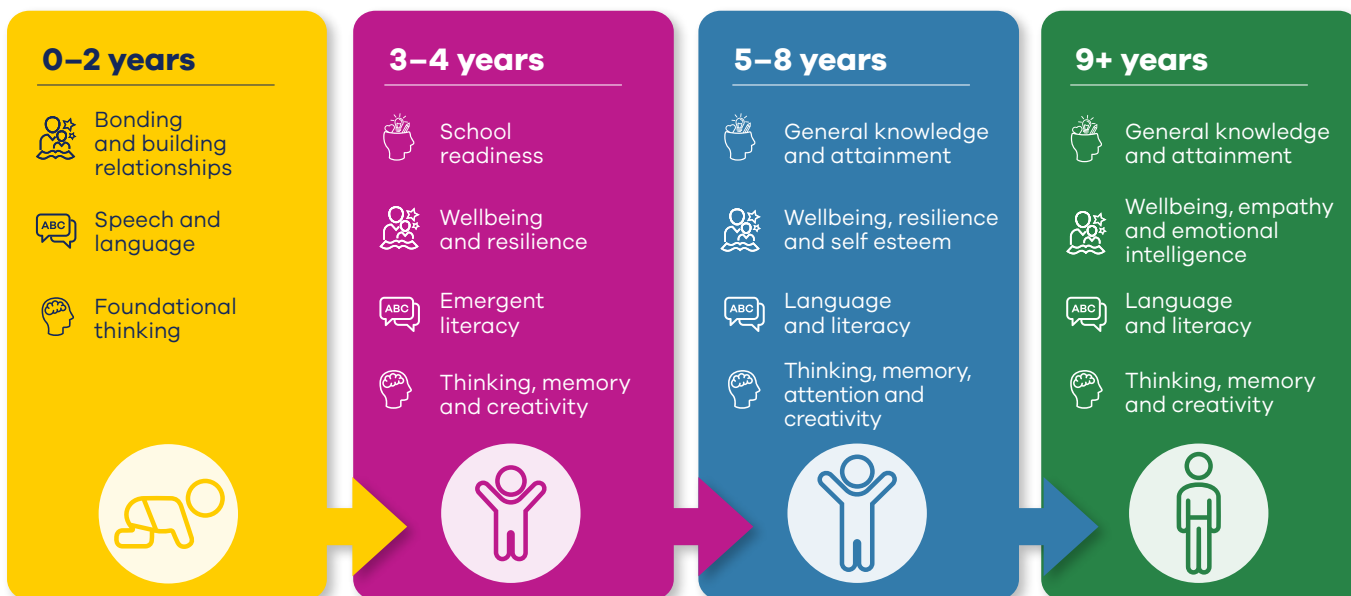 0–2 years
Bonding
and building
relationships
ABC
Speech and
language
Foundational
thinking
3–4 years
School
readiness
Wellbeing
and resilience
ABC
Emergent
literacy
Thinking, memory
and creativity
5–8 years
General knowledge
and attainment
Wellbeing, resilience
and self esteem
ABC
Language
and literacy
Thinking, memory,
attention and
creativity
9+ years
General knowledge
and attainment
Wellbeing, empathy
and emotional
intelligence
ABC
Language
and literacy
Thinking, memory
and creativity